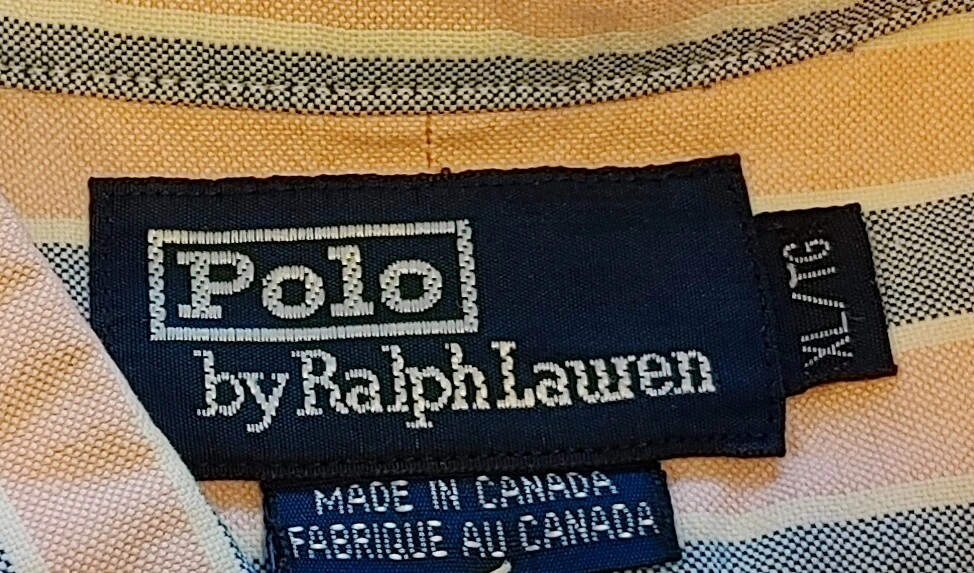 Polo
by Ralph Lauren
XL/TG
MADE IN CANADA
FABRIQUE AU CANADA